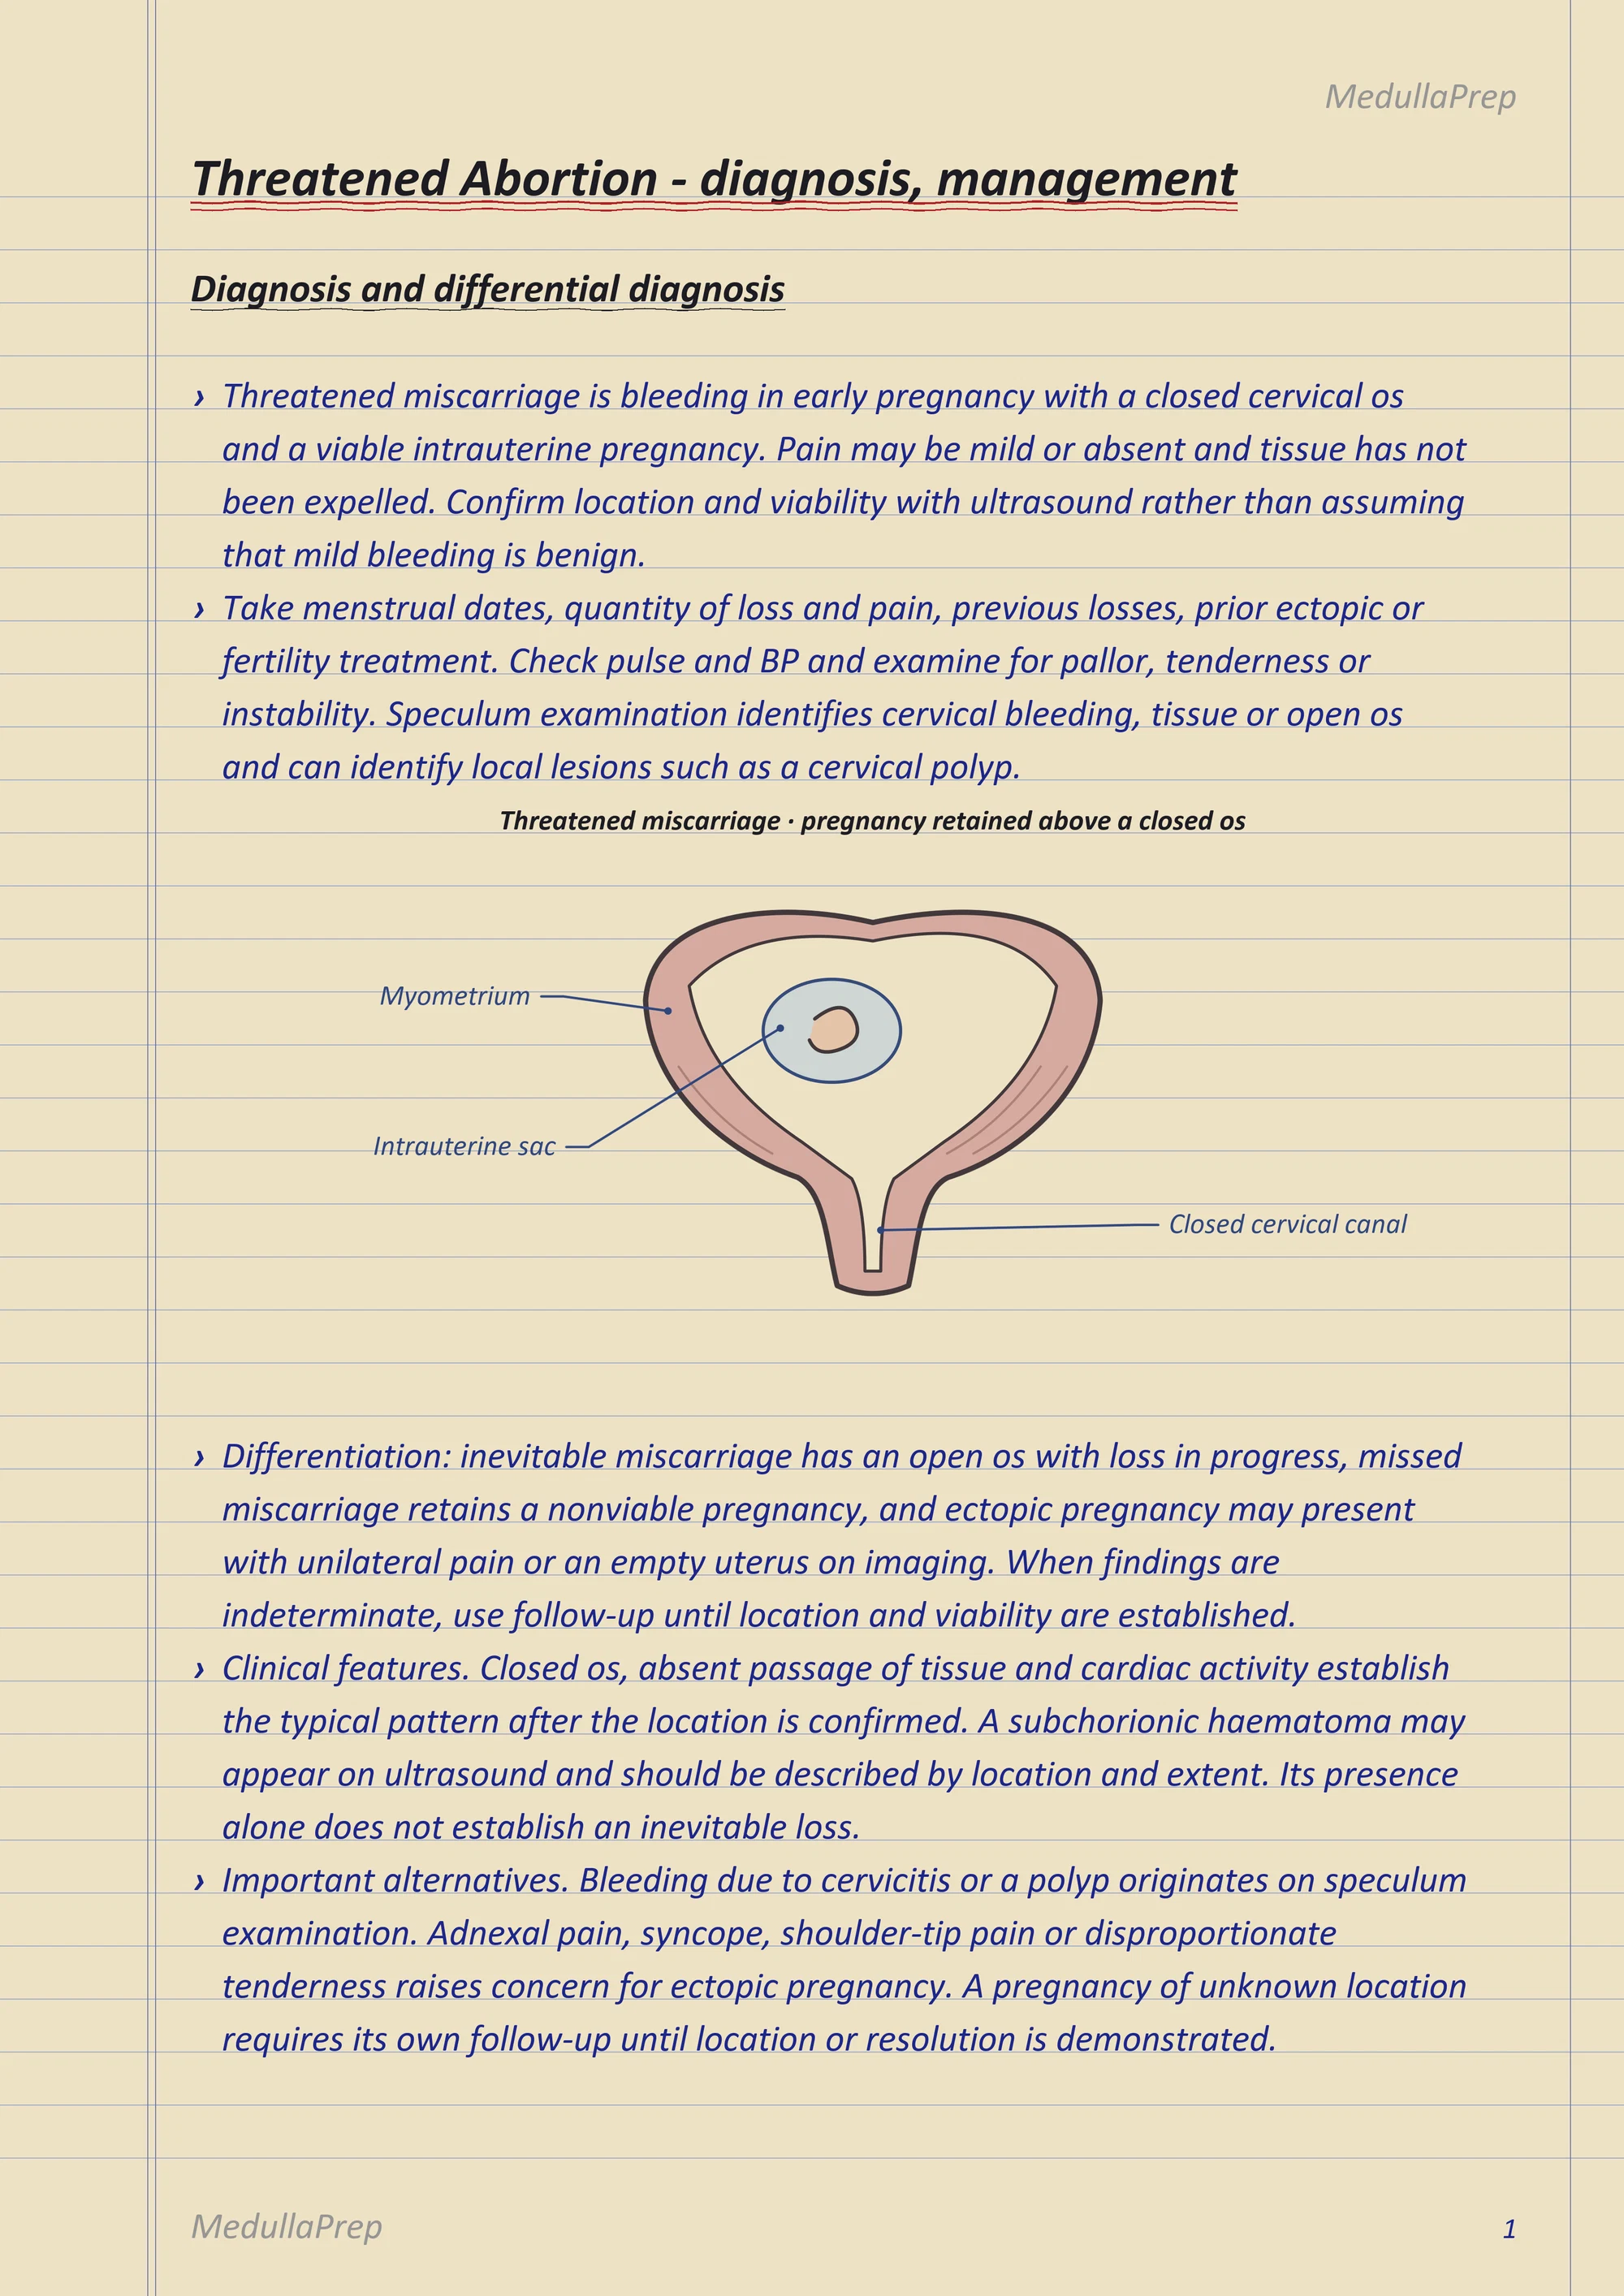 MedullaPrep
Threatened Abortion - diagnosis, management
Diagnosis and differential diagnosis
› Threatened miscarriage is bleeding in early pregnancy with a closed cervical os
and a viable intrauterine pregnancy. Pain may be mild or absent and tissue has not
been expelled. Confirm location and viability with ultrasound rather than assuming
that mild bleeding is benign.
› Take menstrual dates, quantity of loss and pain, previous losses, prior ectopic or
fertility treatment. Check pulse and BP and examine for pallor, tenderness or
instability. Speculum examination identifies cervical bleeding, tissue or open os
and can identify local lesions such as a cervical polyp.
Threatened miscarriage · pregnancy retained above a closed os
Myometrium
Intrauterine sac
Closed cervical canal
› Differentiation: inevitable miscarriage has an open os with loss in progress, missed
miscarriage retains a nonviable pregnancy, and ectopic pregnancy may present
with unilateral pain or an empty uterus on imaging. When findings are
indeterminate, use follow-up until location and viability are established.
› Clinical features. Closed os, absent passage of tissue and cardiac activity establish
the typical pattern after the location is confirmed. A subchorionic haematoma may
appear on ultrasound and should be described by location and extent. Its presence
alone does not establish an inevitable loss.
› Important alternatives. Bleeding due to cervicitis or a polyp originates on speculum
examination. Adnexal pain, syncope, shoulder-tip pain or disproportionate
tenderness raises concern for ectopic pregnancy. A pregnancy of unknown location
requires its own follow-up until location or resolution is demonstrated.
MedullaPrep
1